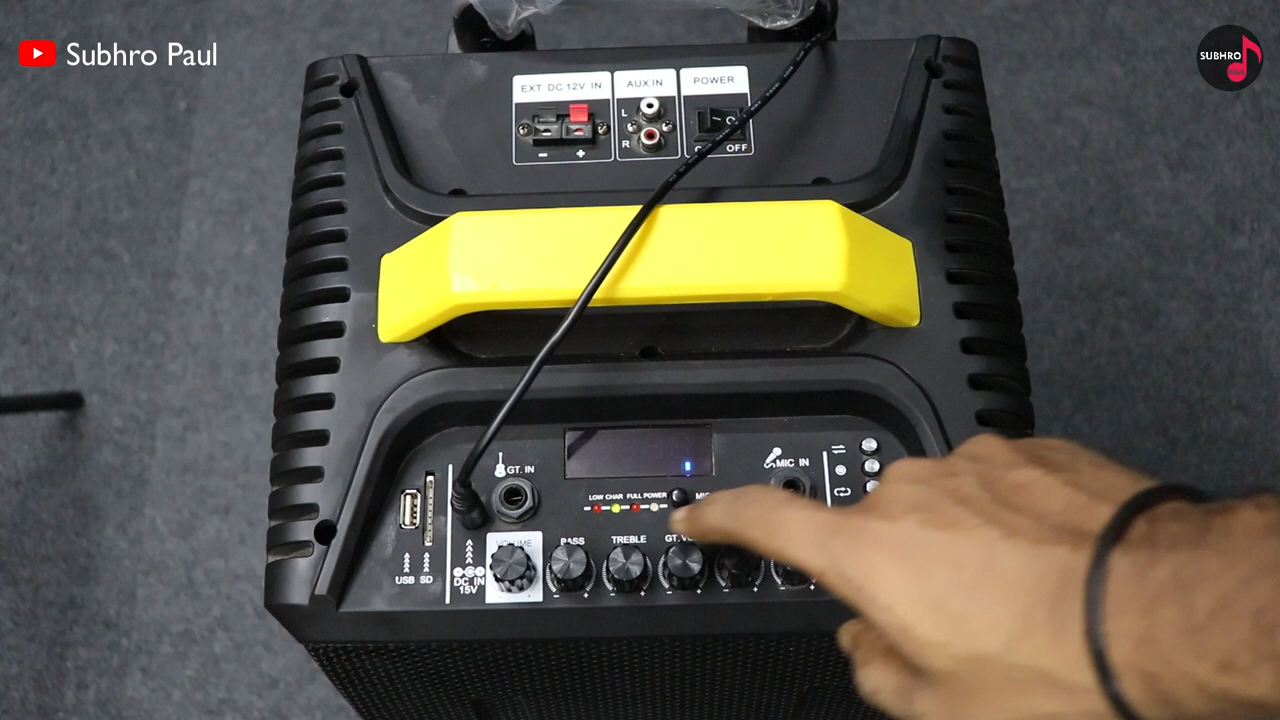 Subhro Paul
SUBHRO
EXT DC 12V IN
AUX IN
POWER
L
R
OFF
- +
GT. IN
MIC IN
LOW CHAR FULL POWER
VOLUME
BASS
TREBLE
USB SD
DC IN
15V